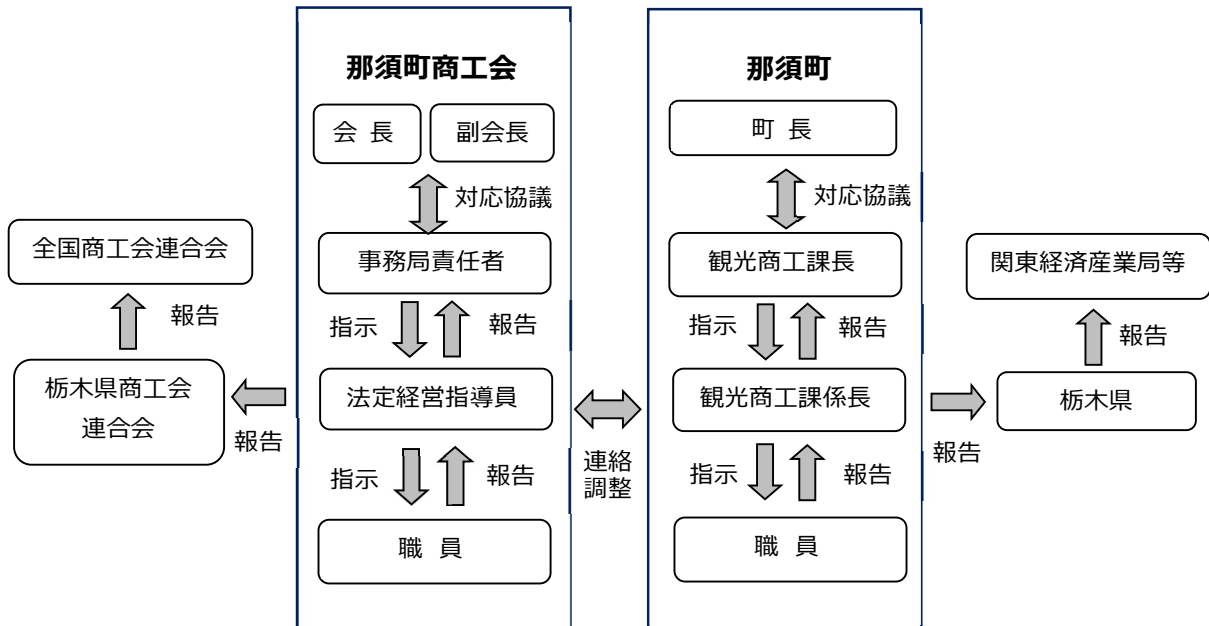 那須町商工会
会 長
副会長
対応協議
事務局責任者
指示
報告
法定経営指導員
指示
報告
職 員
全国商工会連合会
報告
栃木県商工会
連合会
報告
連絡
調整
那須町
町 長
対応協議
観光商工課長
指示
報告
観光商工課係長
指示
報告
職 員
関東経済産業局等
報告
栃木県
報告